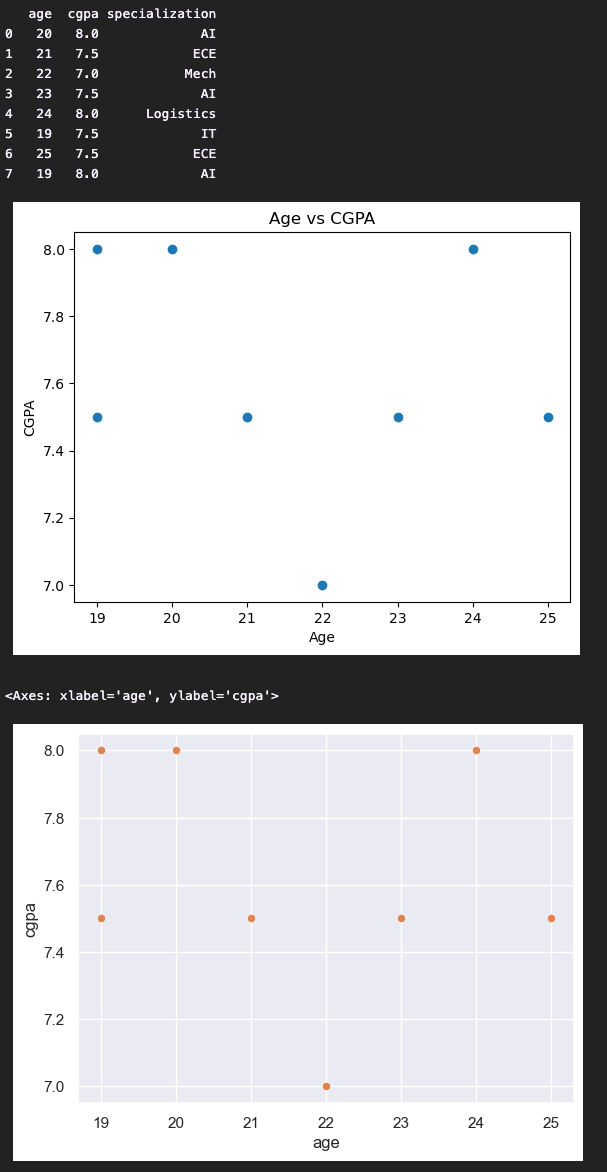 age cgpa specialization
0 20 8.0 AI
1 21 7.5 ECE
2 22 7.0 Mech
3 23 7.5 AI
4 24 8.0 Logistics
5 19 7.5 IT
6 25 7.5 ECE
7 19 8.0 AI
Age vs CGPA
8.0
7.8
7.6
7.4
7.2
7.0
CGPA
19 20 21 22 23 24 25
Age
<Axes: xlabel='age', ylabel='cgpa'>
8.0
7.8
7.6
7.4
7.2
7.0
cgpa
19 20 21 22 23 24 25
age